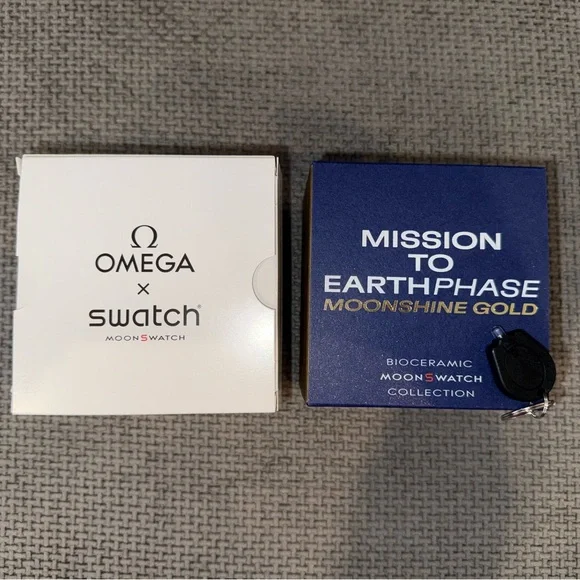 Ω
OMEGA
×
swatch®
MOONSWATCH
MISSION
TO
EARTHPHASE
MOONSHINE GOLD
BIOCERAMIC
MOONSWATCH
COLLECTION